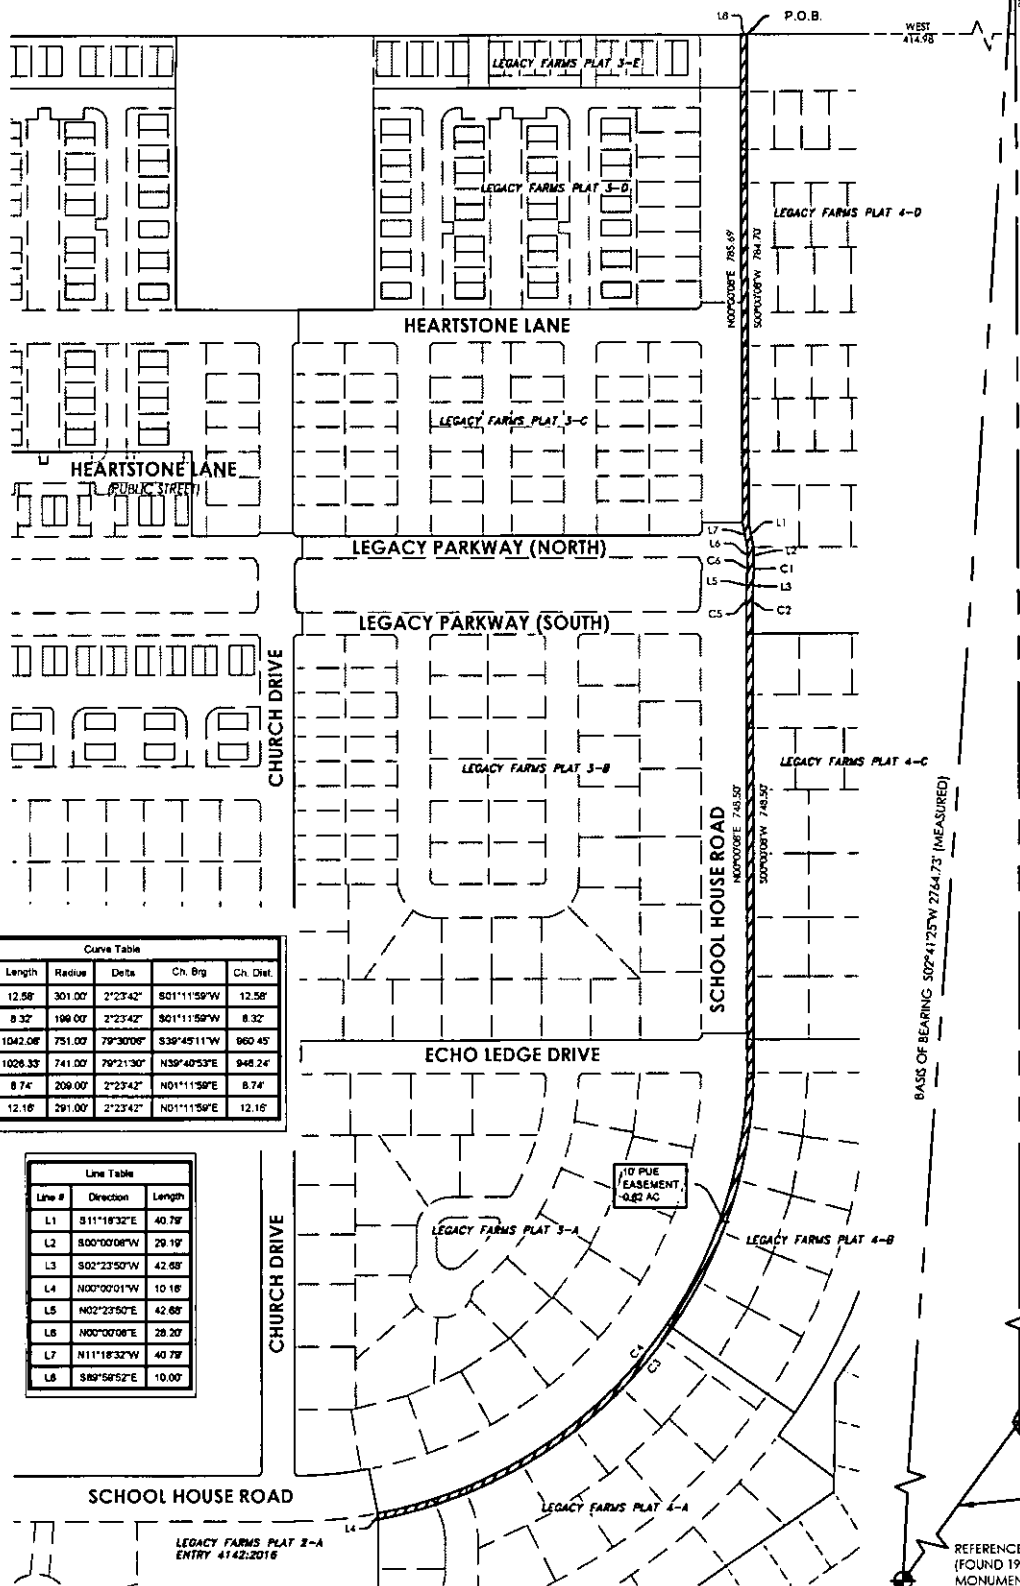 L8
P.O.B.
WEST
414.98
LEGACY FARMS PLAT 3-E
LEGACY FARMS PLAT 3-D
LEGACY FARMS PLAT 4-D
N00°00'08"E 785.69'
S00°00'08"W 784.70'
HEARTSTONE LANE
LEGACY FARMS PLAT 3-C
HEARTSTONE LANE
(PUBLIC STREET)
L7
L1
L6
L2
C6
C1
L5
L3
C5
C2
LEGACY PARKWAY (NORTH)
LEGACY PARKWAY (SOUTH)
CHURCH DRIVE
LEGACY FARMS PLAT 3-B
LEGACY FARMS PLAT 4-C
N00°00'08"E 748.50'
S00°00'08"W 748.50'
SCHOOL HOUSE ROAD
BASIS OF BEARING S02°41'25"W 2764.73' (MEASURED)
Curve Table
Length Radius Delta Ch. Brg Ch. Dist.
12.58' 301.00' 2°23'42" S01°11'59"W 12.58'
8.32' 199.00' 2°23'42" S01°11'59"W 8.32'
1042.06' 751.00' 79°30'06" S39°45'11"W 960.45'
1026.33' 741.00' 79°21'30" N39°40'53"E 946.24'
8.74' 209.00' 2°23'42" N01°11'59"E 8.74'
12.16' 291.00' 2°23'42" N01°11'59"E 12.16'
ECHO LEDGE DRIVE
Line Table
Line # Direction Length
L1 S11°18'32"E 40.79'
L2 S00°00'08"W 29.19'
L3 S02°23'50"W 42.68'
L4 N00°00'01"W 10.16'
L5 N02°23'50"E 42.68'
L6 N00°00'08"E 28.20'
L7 N11°18'32"W 40.79'
L8 S89°59'52"E 10.00'
10' PUE
EASEMENT
0.62 AC
LEGACY FARMS PLAT 3-A
LEGACY FARMS PLAT 4-B
CHURCH DRIVE
C4
C3
SCHOOL HOUSE ROAD
L4
LEGACY FARMS PLAT 4-A
LEGACY FARMS PLAT 2-A
ENTRY 4142:2016
REFERENCE
(FOUND 19
MONUMEN